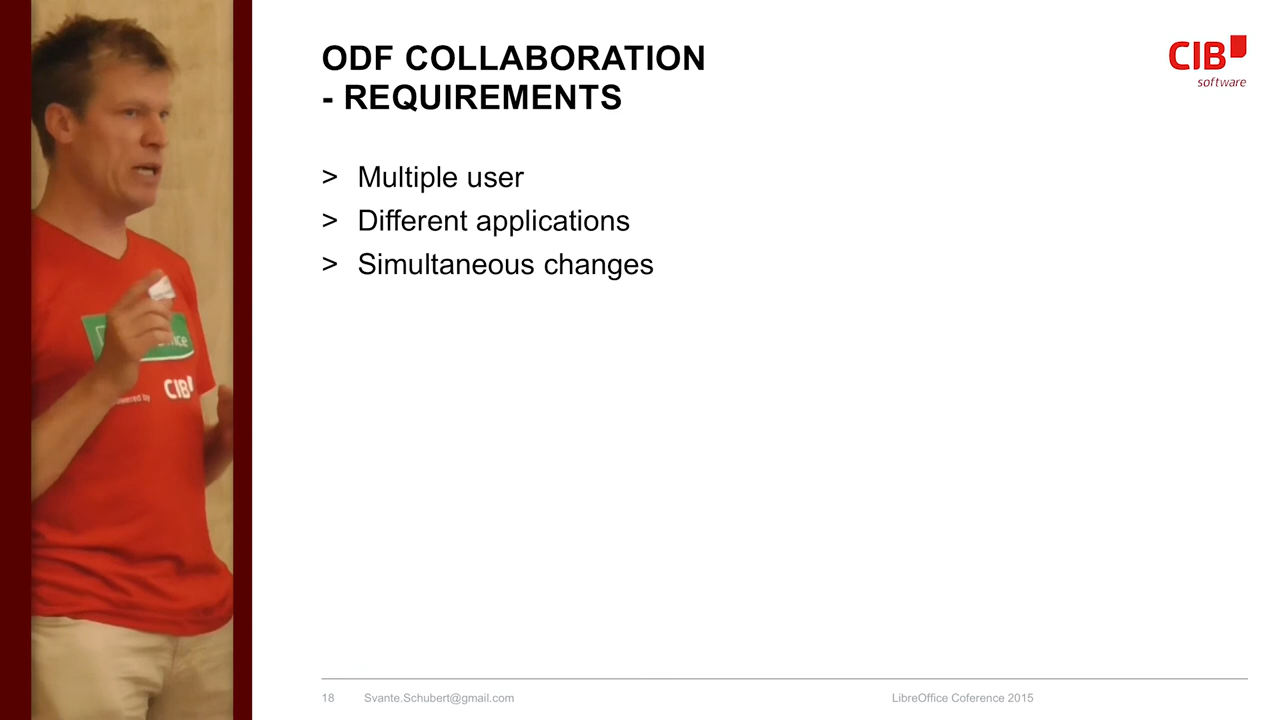 ODF COLLABORATION
- REQUIREMENTS
CIB
software
> Multiple user
> Different applications
> Simultaneous changes
CIB
18 Svante.Schubert@gmail.com LibreOffice Coference 2015